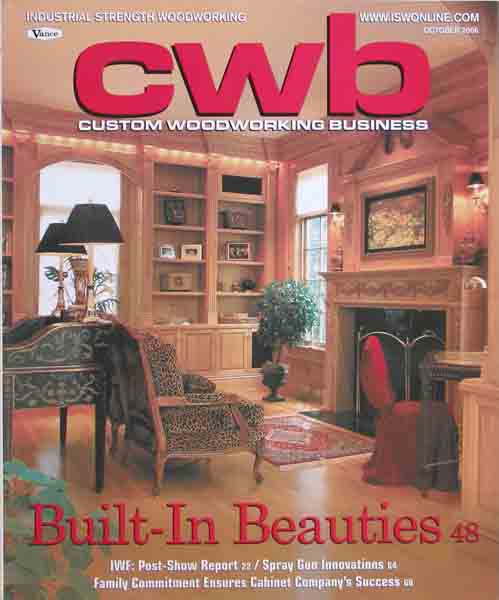 INDUSTRIAL STRENGTH WOODWORKING
WWW.ISWONLINE.COM
Vance
OCTOBER 2006
cwb
CUSTOM WOODWORKING BUSINESS
Built-In Beauties 48
IWF: Post-Show Report 22 / Spray Gun Innovations 64
Family Commitment Ensures Cabinet Company's Success 68